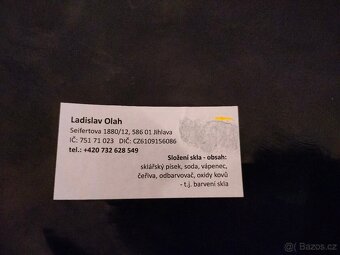 Ladislav Olah
Seifertova 1880/12, 586 01 Jihlava
IČ: 751 71 023 DIČ: CZ6109156086
tel.: +420 732 628 549
Složení skla - obsah:
sklářský písek, soda, vápenec,
čeřiva, odbarvovač, oxidy kovů
- t.j. barvení skla
© Bazos.cz